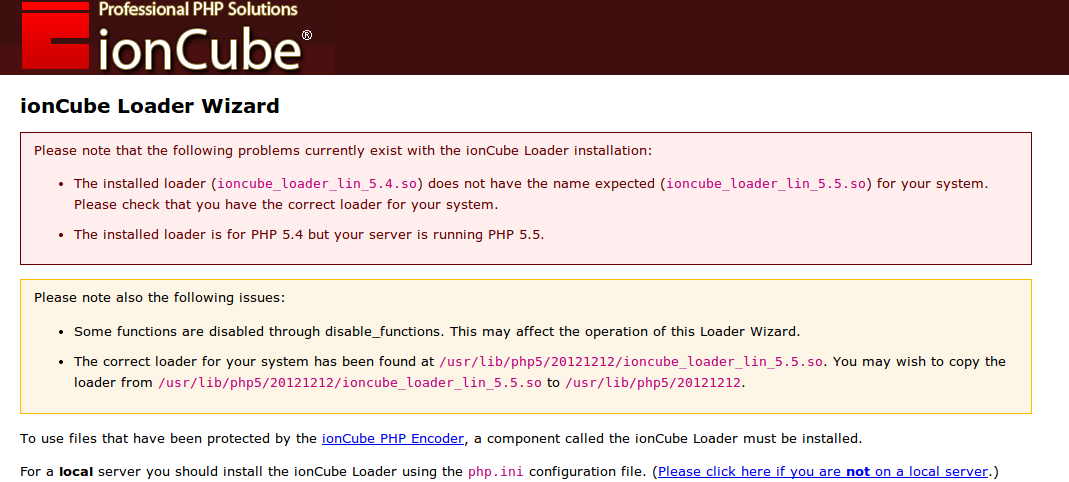 Professional PHP Solutions
ionCube®
ionCube Loader Wizard
Please note that the following problems currently exist with the ionCube Loader installation:
• The installed loader (ioncube_loader_lin_5.4.so) does not have the name expected (ioncube_loader_lin_5.5.so) for your system.
Please check that you have the correct loader for your system.
• The installed loader is for PHP 5.4 but your server is running PHP 5.5.
Please note also the following issues:
• Some functions are disabled through disable_functions. This may affect the operation of this Loader Wizard.
• The correct loader for your system has been found at /usr/lib/php5/20121212/ioncube_loader_lin_5.5.so. You may wish to copy the
loader from /usr/lib/php5/20121212/ioncube_loader_lin_5.5.so to /usr/lib/php5/20121212.
To use files that have been protected by the ionCube PHP Encoder, a component called the ionCube Loader must be installed.
For a local server you should install the ionCube Loader using the php.ini configuration file. (Please click here if you are not on a local server.)